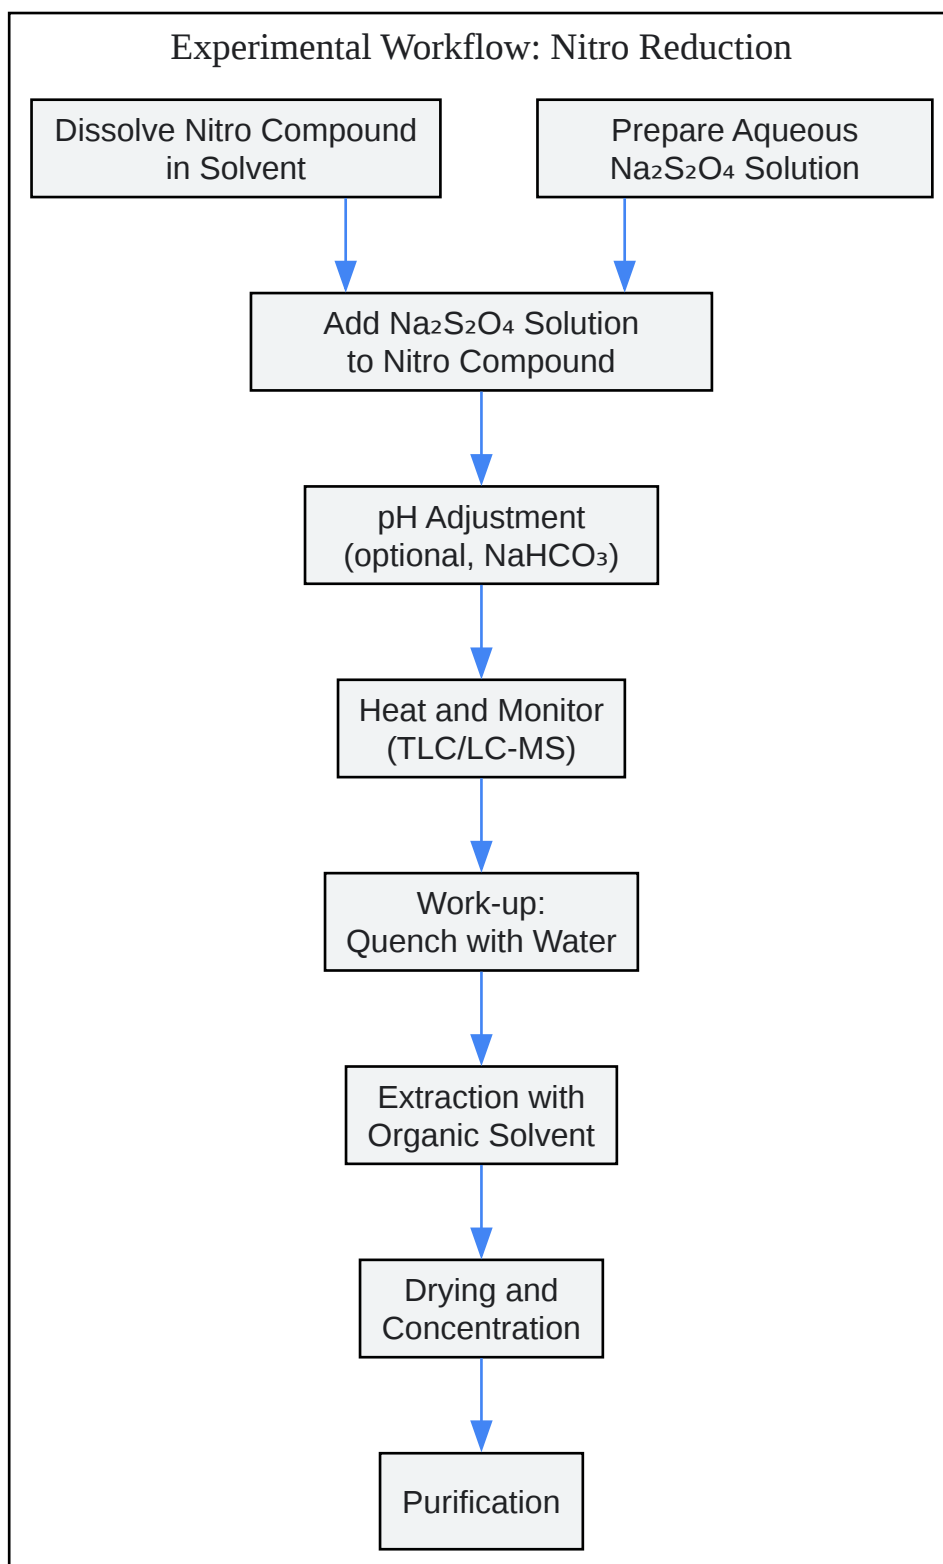 Experimental Workflow: Nitro Reduction
Dissolve Nitro Compound
in Solvent
Prepare Aqueous
Na₂S₂O₄ Solution
Add Na₂S₂O₄ Solution
to Nitro Compound
pH Adjustment
(optional, NaHCO₃)
Heat and Monitor
(TLC/LC-MS)
Work-up:
Quench with Water
Extraction with
Organic Solvent
Drying and
Concentration
Purification